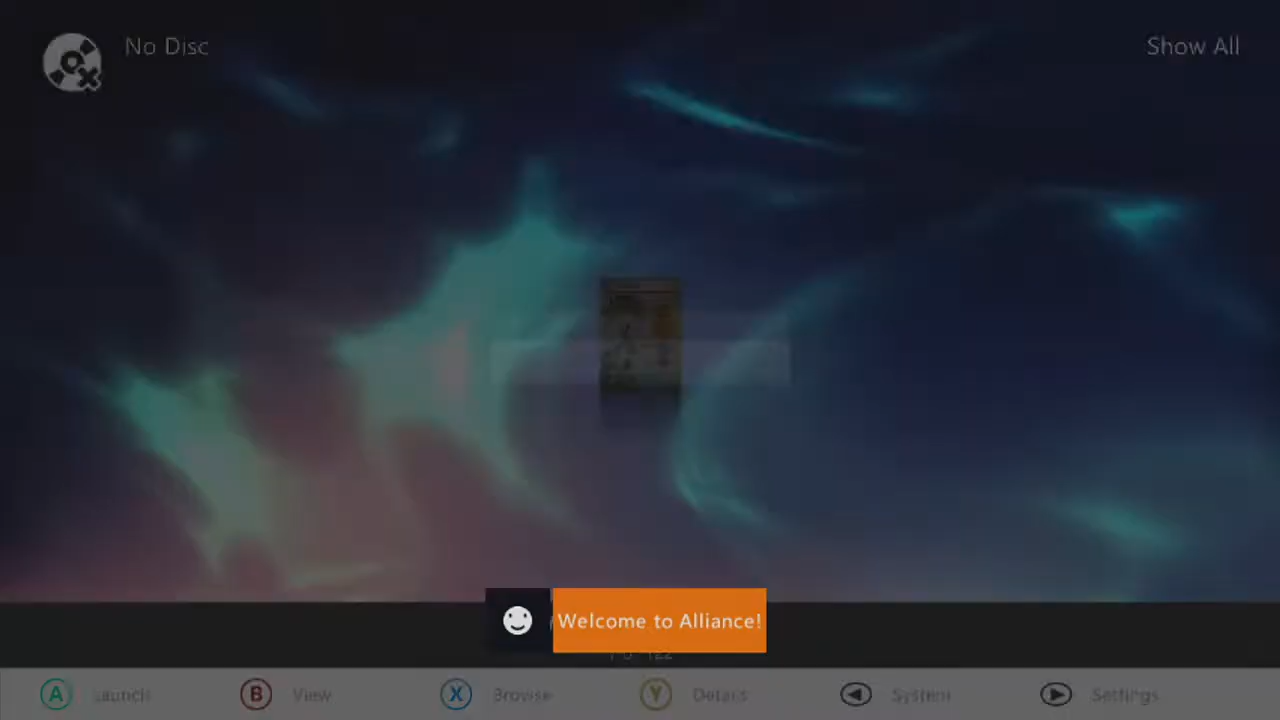 No Disc
Show All
Welcome to Alliance!
A Launch
B View
X Browse
Y Details
System
Settings